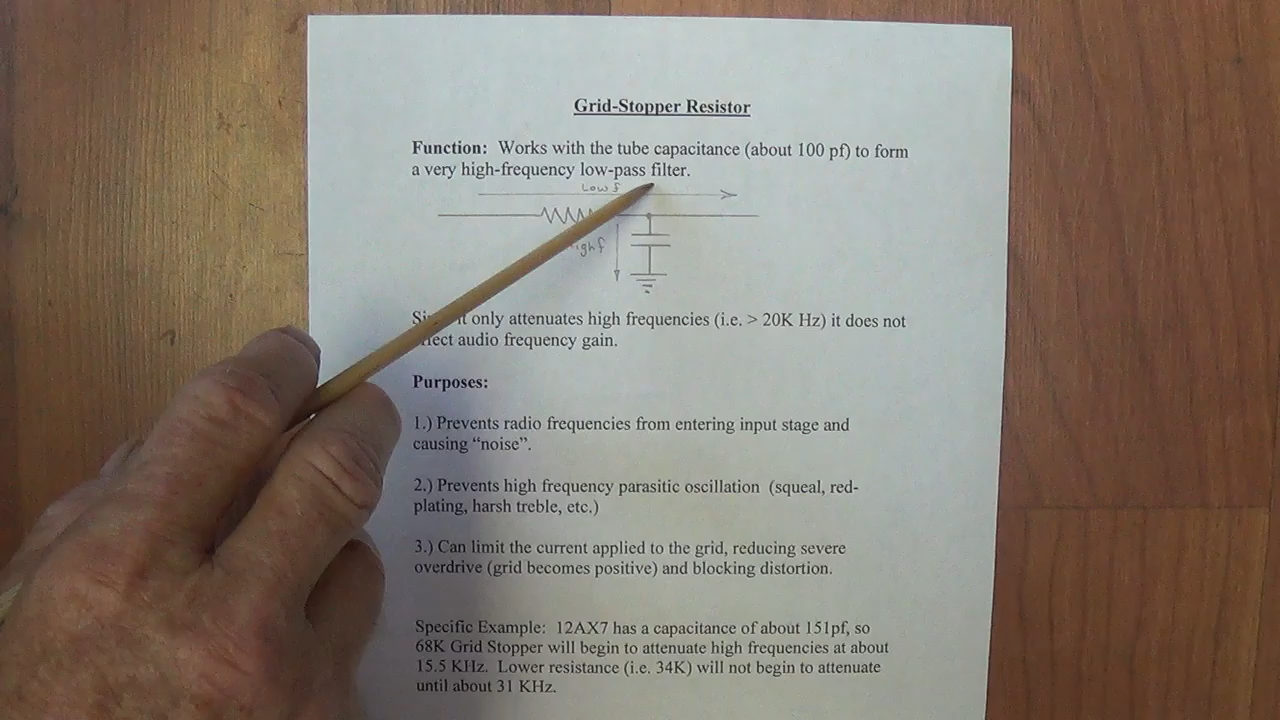 Grid-Stopper Resistor
Function: Works with the tube capacitance (about 100 pf) to form
a very high-frequency low-pass filter.
Low f
f
it only attenuates high frequencies (i.e. > 20K Hz) it does not
audio frequency gain.
Purposes:
1.) Prevents radio frequencies from entering input stage and
causing “noise”.
2.) Prevents high frequency parasitic oscillation (squeal, red-
plating, harsh treble, etc.)
3.) Can limit the current applied to the grid, reducing severe
overdrive (grid becomes positive) and blocking distortion.
Specific Example: 12AX7 has a capacitance of about 151pf, so
68K Grid Stopper will begin to attenuate high frequencies at about
15.5 KHz. Lower resistance (i.e. 34K) will not begin to attenuate
until about 31 KHz.